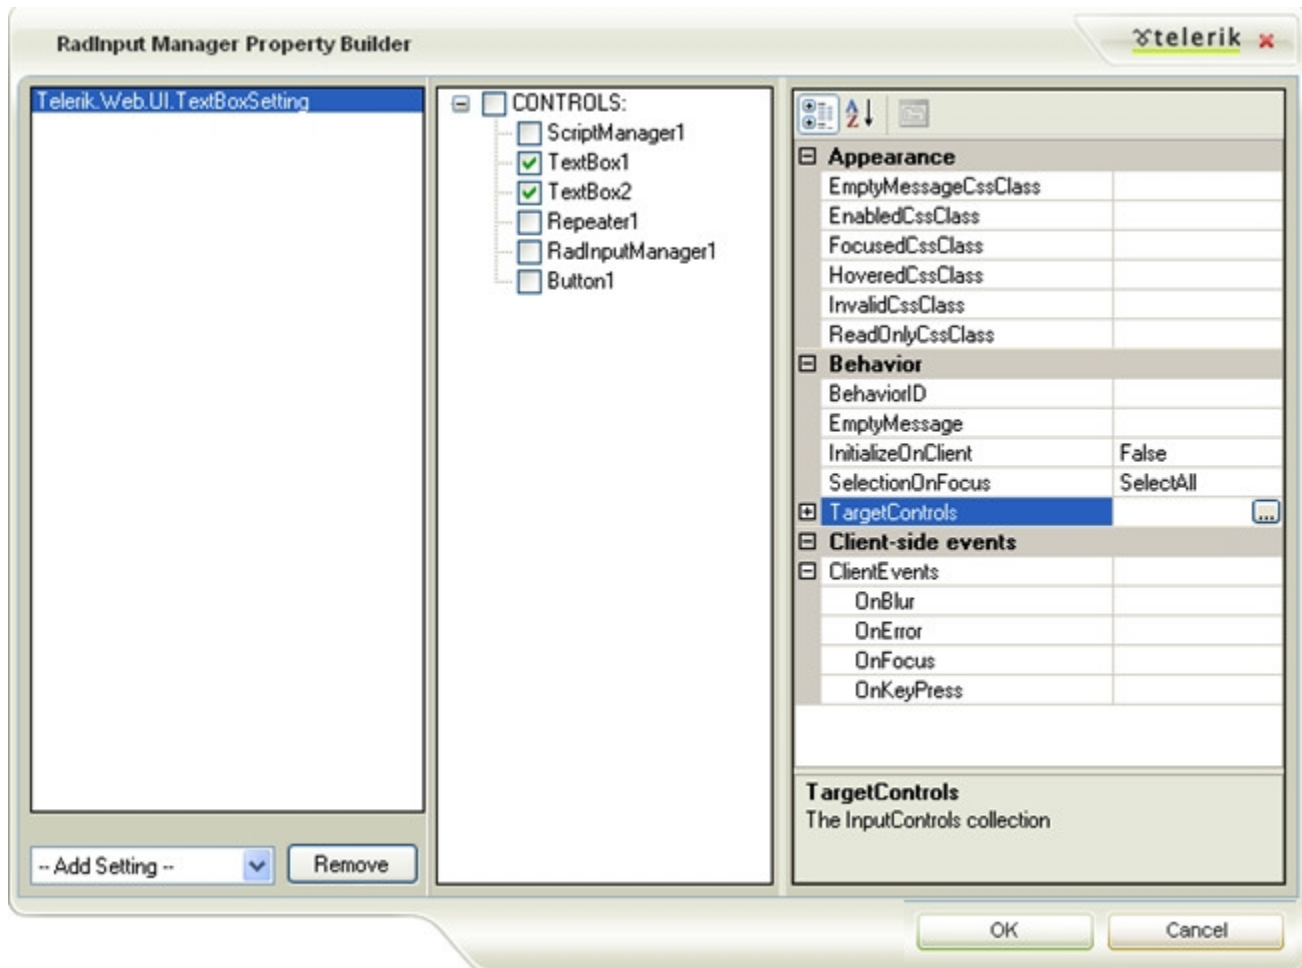 RadInput Manager Property Builder
telerik
Telerik.Web.UI.TextBoxSetting
-- Add Setting --
Remove
CONTROLS:
ScriptManager1
TextBox1
TextBox2
Repeater1
RadInputManager1
Button1
Appearance
EmptyMessageCssClass
EnabledCssClass
FocusedCssClass
HoveredCssClass
InvalidCssClass
ReadOnlyCssClass
Behavior
BehaviorID
EmptyMessage
InitializeOnClient False
SelectionOnFocus SelectAll
TargetControls ...
Client-side events
ClientEvents
OnBlur
OnError
OnFocus
OnKeyPress
TargetControls
The InputControls collection
OK
Cancel